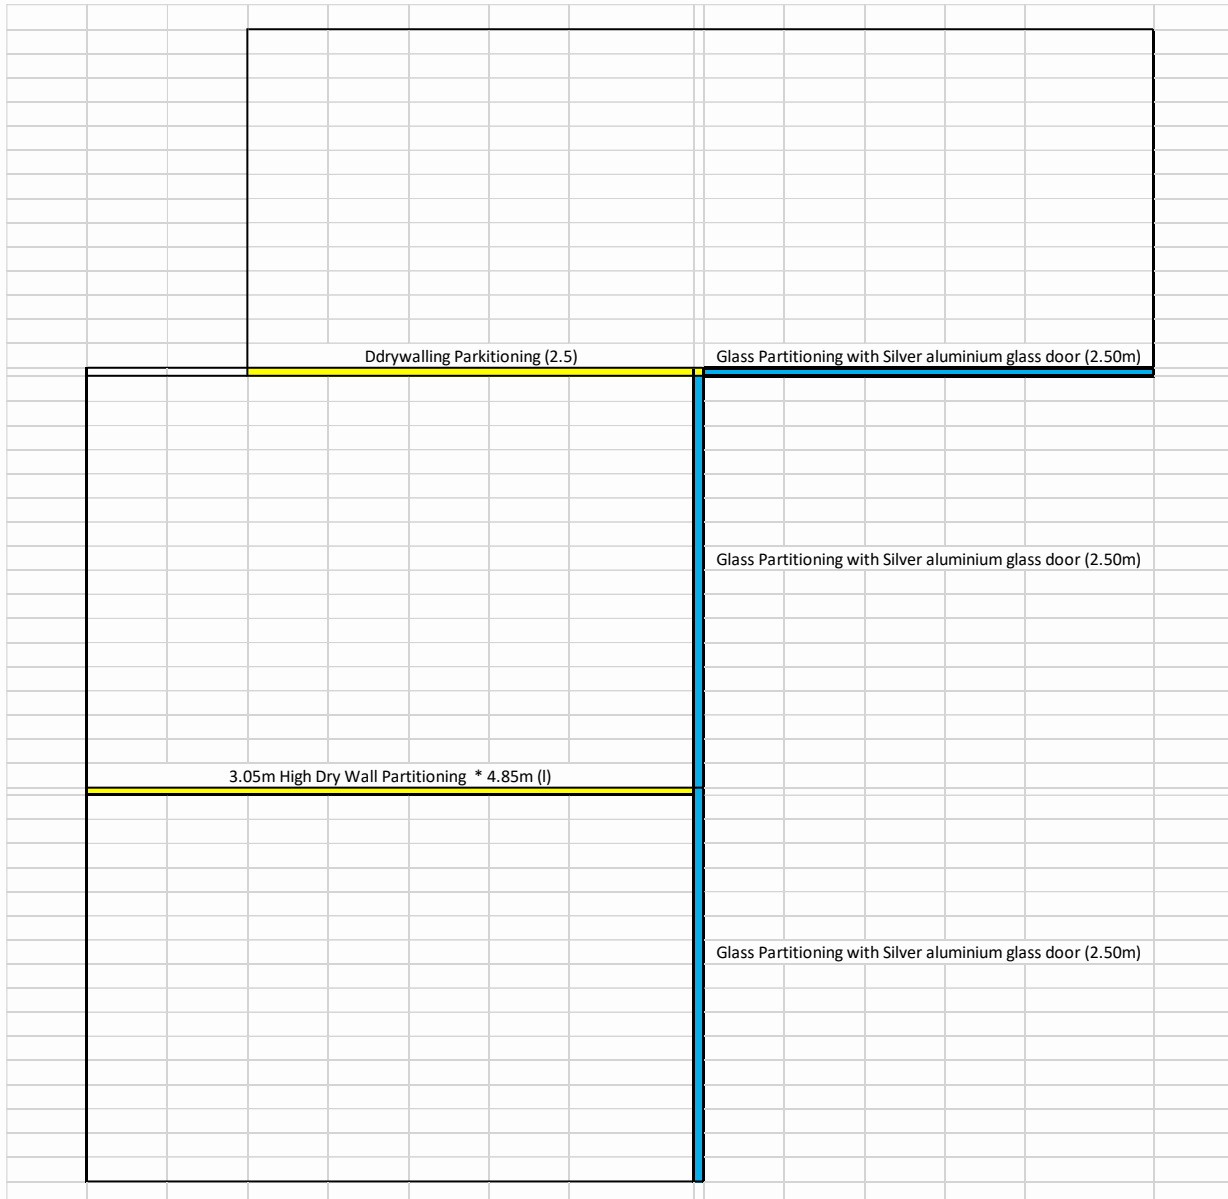 Ddrywalling Parkitioning (2.5)
Glass Partitioning with Silver aluminium glass door (2.50m)
Glass Partitioning with Silver aluminium glass door (2.50m)
3.05m High Dry Wall Partitioning  * 4.85m (l)
Glass Partitioning with Silver aluminium glass door (2.50m)